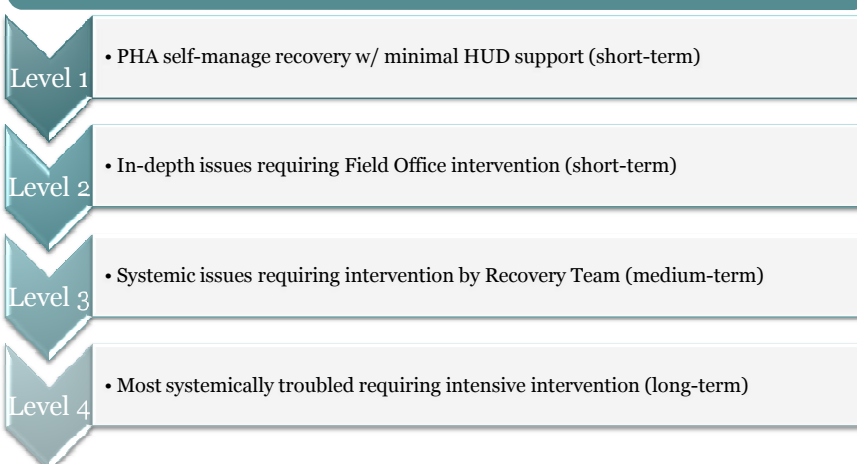 Level 1
• PHA self-manage recovery w/ minimal HUD support (short-term)
Level 2
• In-depth issues requiring Field Office intervention (short-term)
Level 3
• Systemic issues requiring intervention by Recovery Team (medium-term)
Level 4
• Most systemically troubled requiring intensive intervention (long-term)